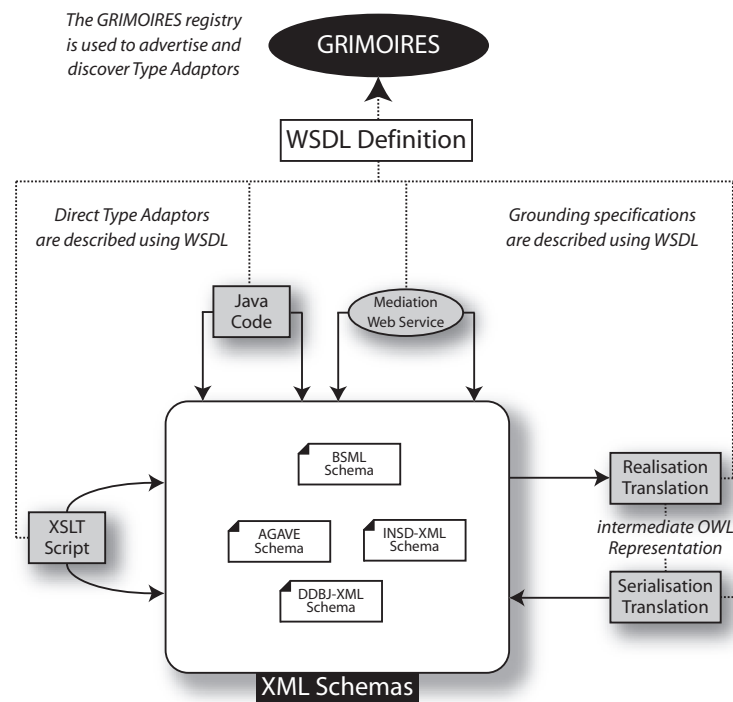 The GRIMOIRES registry
is used to advertise and
discover Type Adaptors
GRIMOIRES
WSDL Definition
Direct Type Adaptors
are described using WSDL
Grounding specifications
are described using WSDL
Java
Code
Mediation
Web Service
BSML
Schema
AGAVE
Schema
INSD-XML
Schema
DDBJ-XML
Schema
XSLT
Script
Realisation
Translation
intermediate OWL
Representation
Serialisation
Translation
XML Schemas